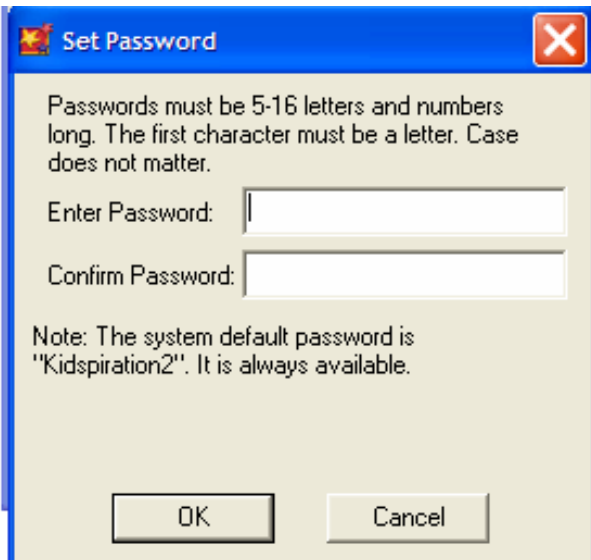 Set Password
Passwords must be 5-16 letters and numbers
long. The first character must be a letter. Case
does not matter.
Enter Password:
Confirm Password:
Note: The system default password is
"Kidspiration2". It is always available.
OK Cancel